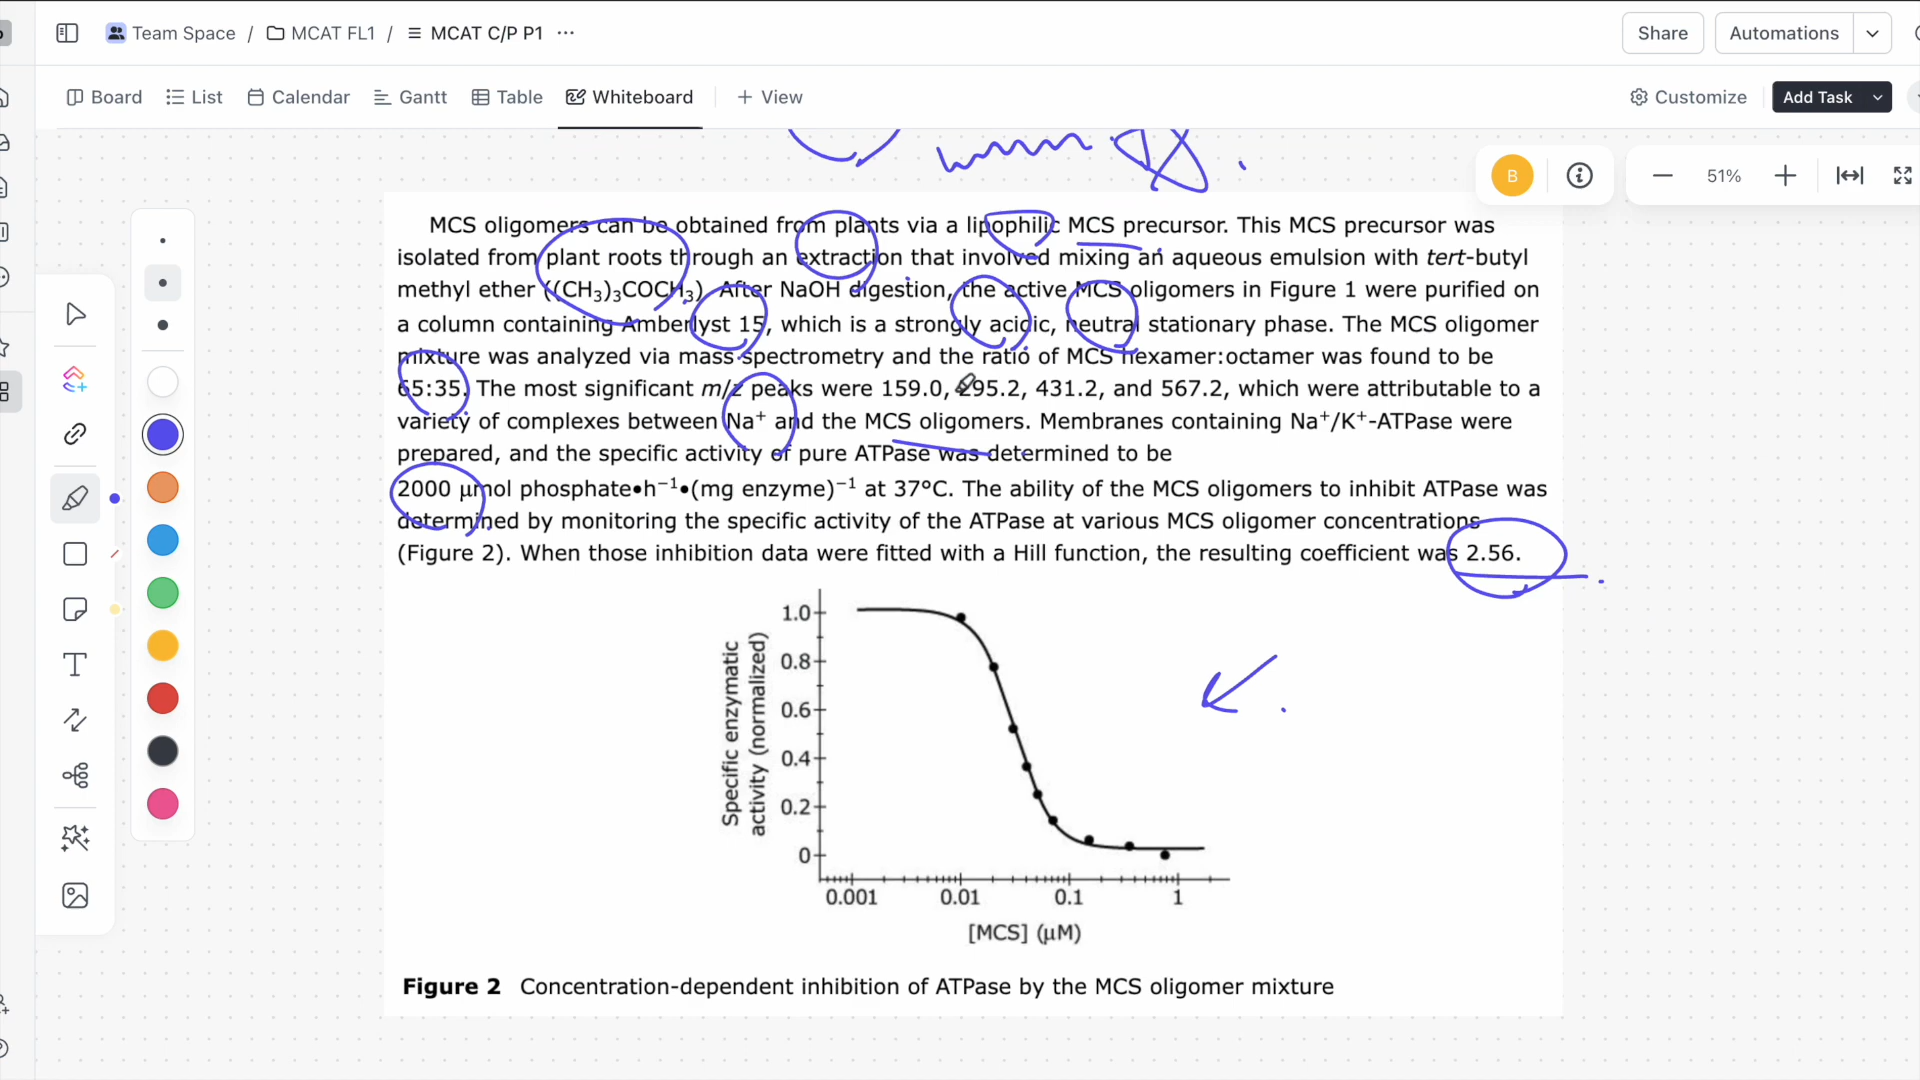 Team Space / MCAT FL1 / MCAT C/P P1 ...
Share
Automations
Board
List
Calendar
Gantt
Table
Whiteboard
+ View
Customize
Add Task
B
51%
MCS oligomers can be obtained from plants via a lipophilic MCS precursor. This MCS precursor was
isolated from plant roots through an extraction that involved mixing an aqueous emulsion with tert-butyl
methyl ether ((CH₃)₃COCH₃). After NaOH digestion, the active MCS oligomers in Figure 1 were purified on
a column containing Amberlyst 15, which is a strongly acidic, neutral stationary phase. The MCS oligomer
mixture was analyzed via mass spectrometry and the ratio of MCS hexamer:octamer was found to be
65:35. The most significant m/z peaks were 159.0, 295.2, 431.2, and 567.2, which were attributable to a
variety of complexes between Na⁺ and the MCS oligomers. Membranes containing Na⁺/K⁺-ATPase were
prepared, and the specific activity of pure ATPase was determined to be
2000 μmol phosphate•h⁻¹•(mg enzyme)⁻¹ at 37°C. The ability of the MCS oligomers to inhibit ATPase was
determined by monitoring the specific activity of the ATPase at various MCS oligomer concentrations
(Figure 2). When those inhibition data were fitted with a Hill function, the resulting coefficient was 2.56.
Specific enzymatic
activity (normalized)
1.0
0.8
0.6
0.4
0.2
0
0.001
0.01
0.1
1
[MCS] (μM)
Figure 2 Concentration-dependent inhibition of ATPase by the MCS oligomer mixture